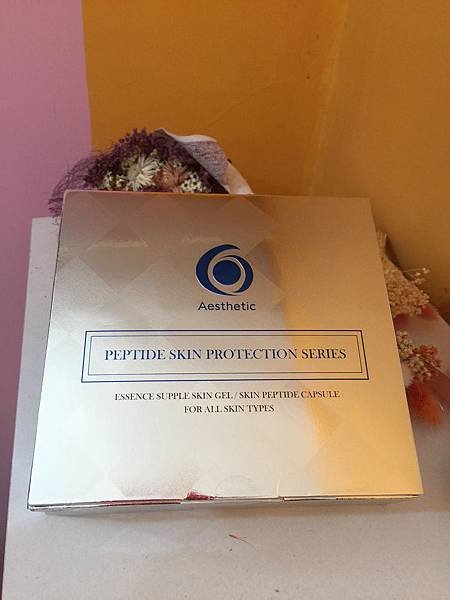 Aesthetic
PEPTIDE SKIN PROTECTION SERIES
ESSENCE SUPPLE SKIN GEL / SKIN PEPTIDE CAPSULE
FOR ALL SKIN TYPES